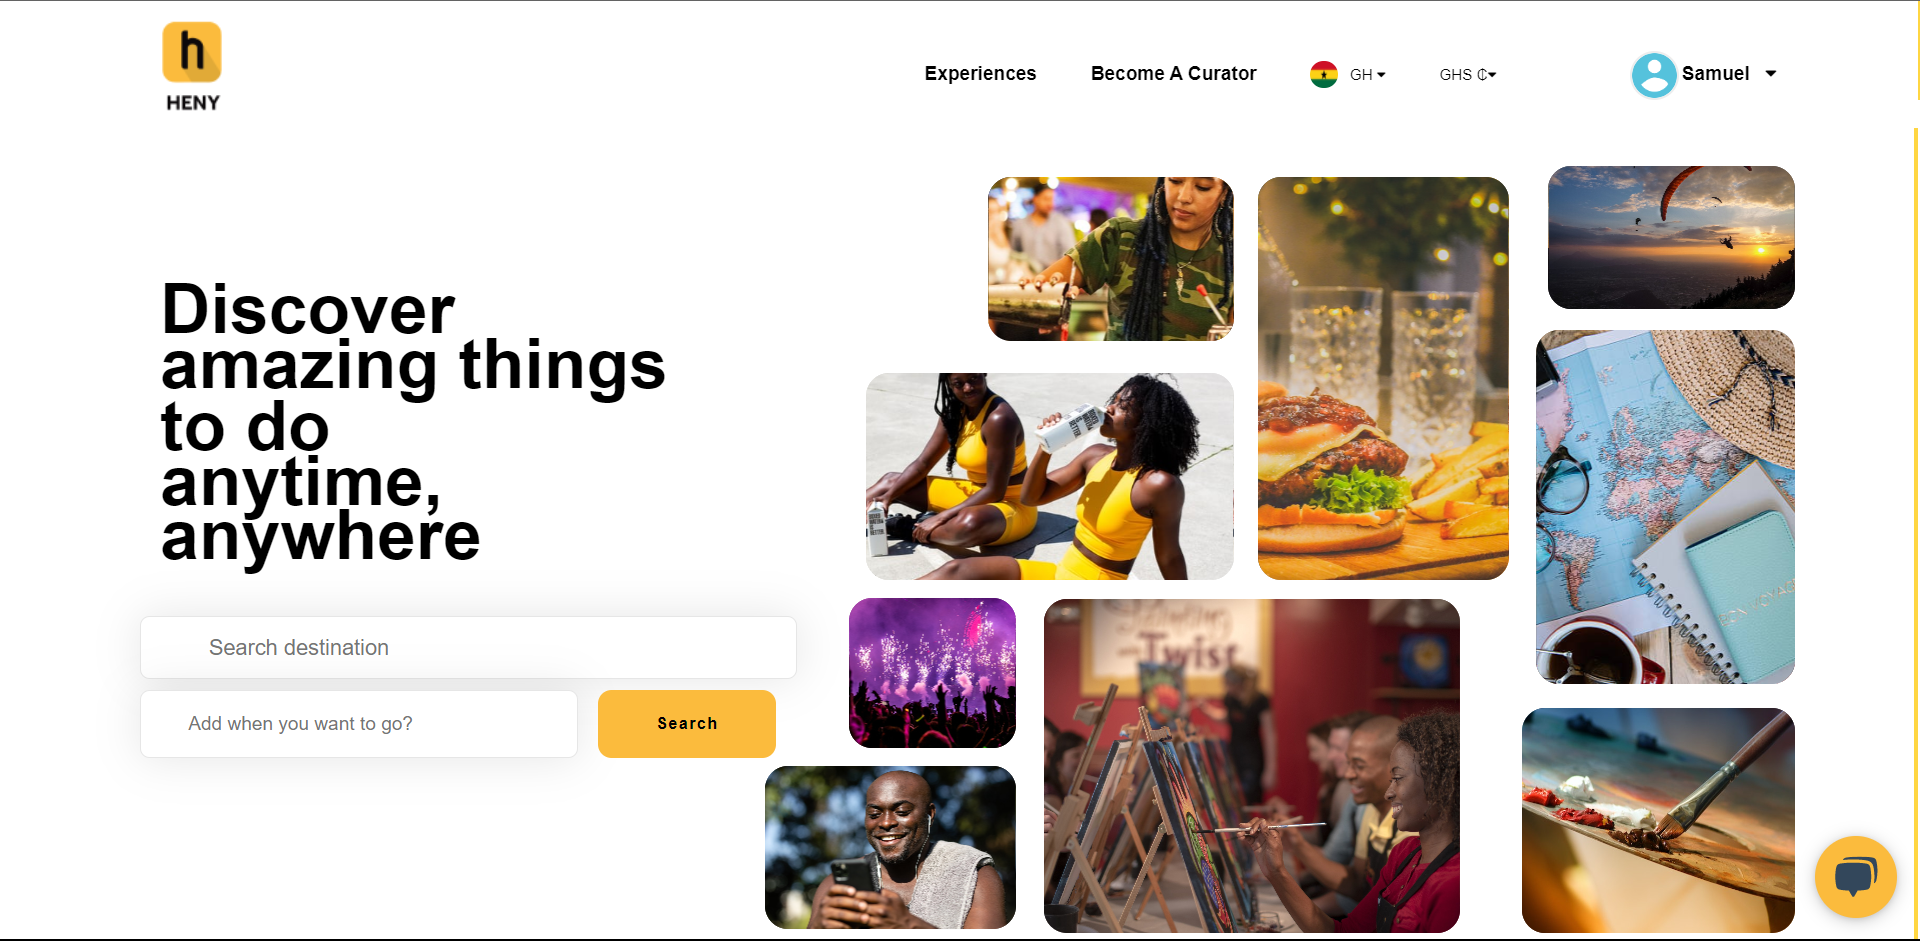 h
HENY
Experiences
Become A Curator
GH
GHS ₵
Samuel
Discover
amazing things
to do
anytime,
anywhere
Search destination
Add when you want to go?
Search
Twist